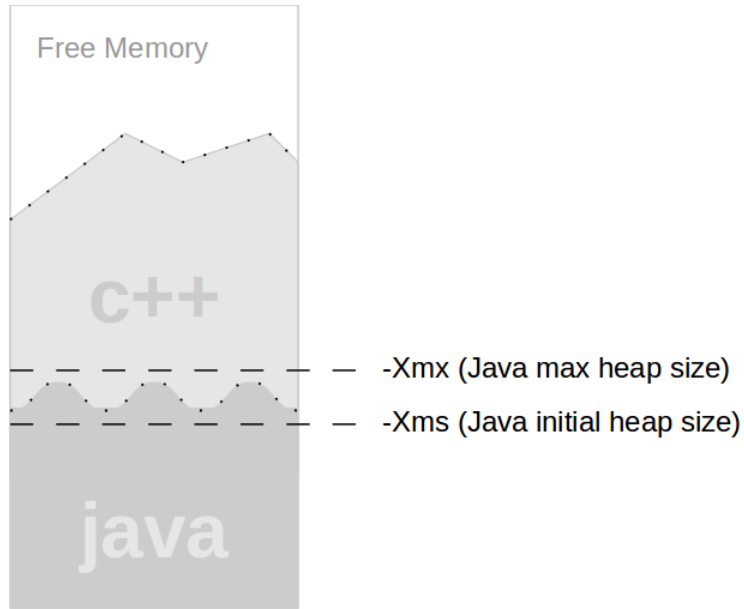 Free Memory
c++
-Xmx (Java max heap size)
-Xms (Java initial heap size)
java